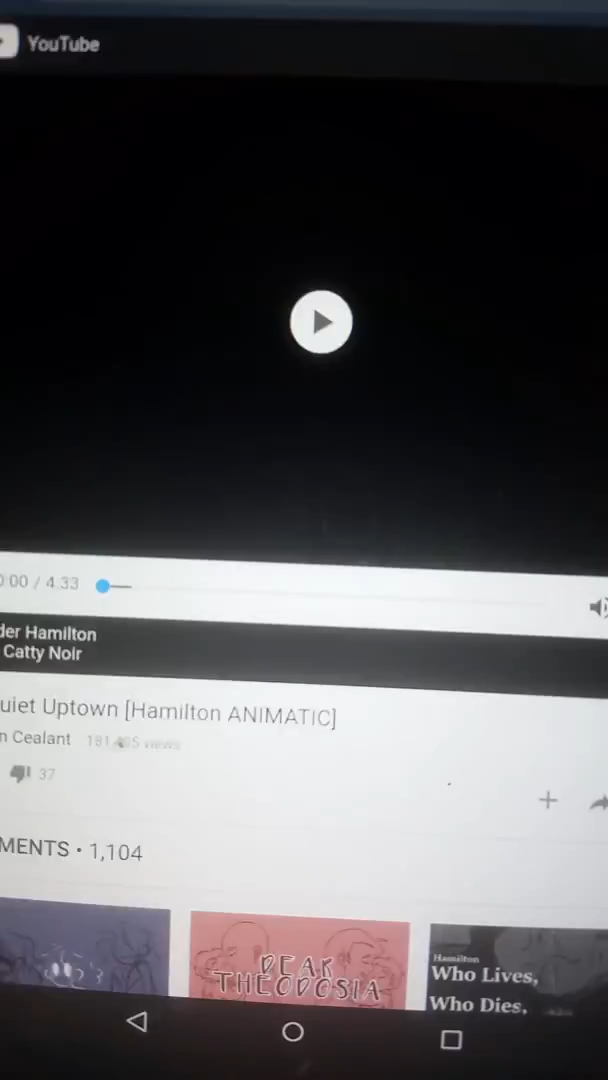 YouTube
0:00 / 4:33
der Hamilton
Catty Noir
uiet Uptown [Hamilton ANIMATIC]
n Cealant views
37
MENTS • 1,104
DEAR
THEODOSIA
Hamilton
Who Lives,
Who Dies,